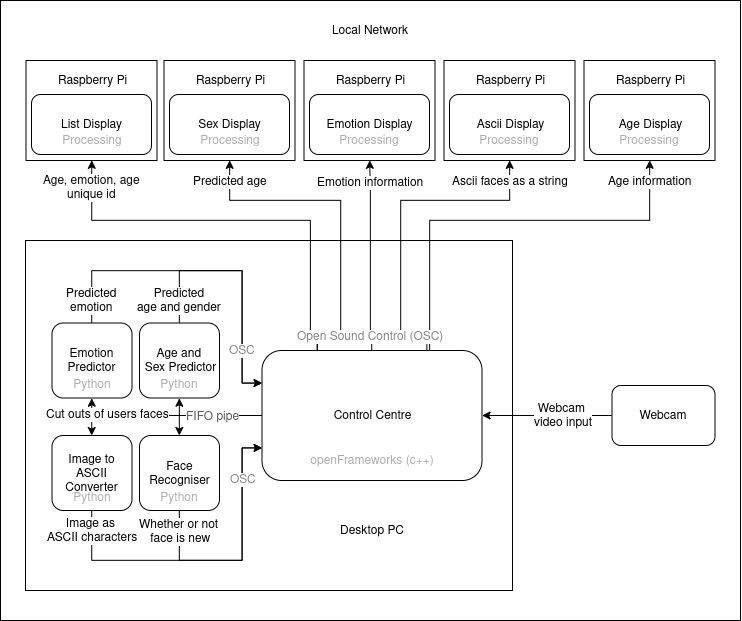 Local Network
Raspberry Pi
Raspberry Pi
Raspberry Pi
Raspberry Pi
Raspberry Pi
List Display
Processing
Sex Display
Processing
Emotion Display
Processing
Ascii Display
Processing
Age Display
Processing
Age, emotion, age
unique id
Predicted age
Emotion information
Ascii faces as a string
Age information
Open Sound Control (OSC)
Predicted
emotion
Predicted
age and gender
OSC
Emotion
Predictor
Python
Age and
Sex Predictor
Python
Cut outs of users faces
FIFO pipe
Control Centre
openFrameworks (c++)
Webcam
video input
Webcam
Image to
ASCII
Converter
Python
Face
Recogniser
Python
OSC
Image as
ASCII characters
Whether or not
face is new
Desktop PC